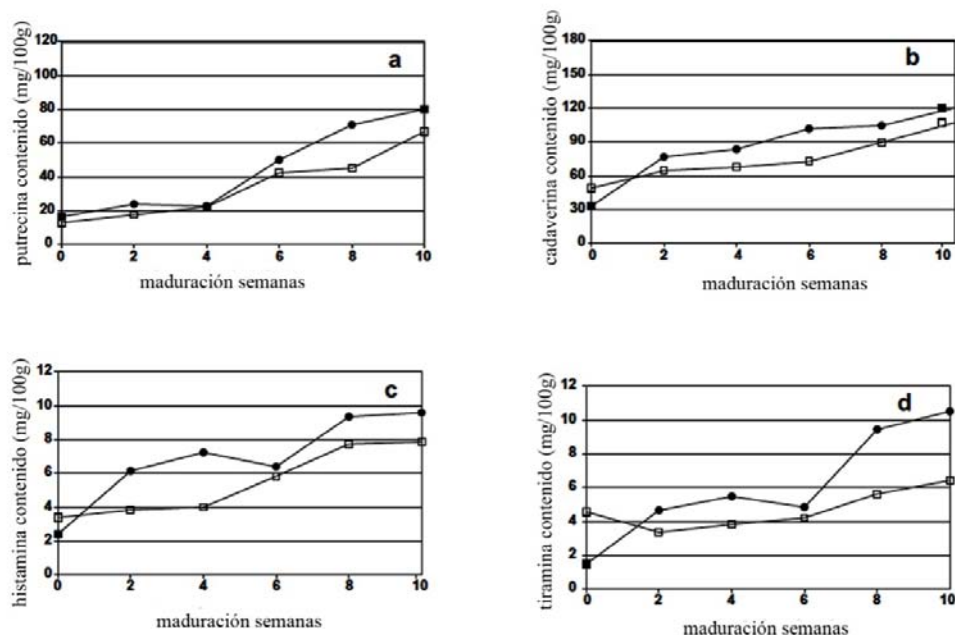 putrecina contenido (mg/100g)
120
100
80
60
40
20
0
a
0 2 4 6 8 10
maduración semanas
cadaverina contenido (mg/100g)
180
150
120
90
60
30
0
b
0 2 4 6 8 10
maduración semanas
histamina contenido (mg/100g)
12
10
8
6
4
2
0
c
0 2 4 6 8 10
maduración semanas
tiramina contenido (mg/100g)
12
10
8
6
4
2
0
d
0 2 4 6 8 10
maduración semanas